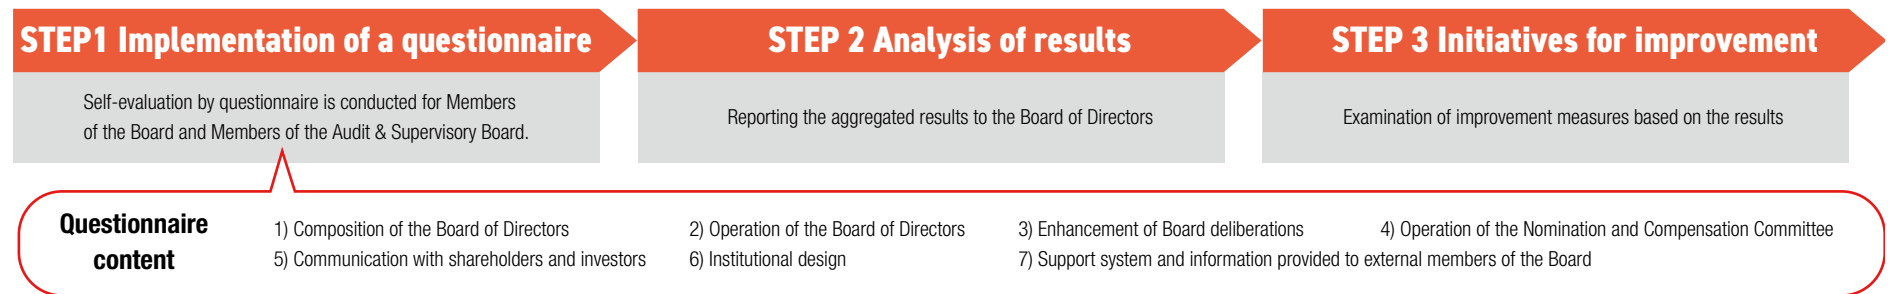 STEP1 Implementation of a questionnaire
Self-evaluation by questionnaire is conducted for Members
of the Board and Members of the Audit & Supervisory Board.
STEP 2 Analysis of results
Reporting the aggregated results to the Board of Directors
STEP 3 Initiatives for improvement
Examination of improvement measures based on the results
Questionnaire
content
1) Composition of the Board of Directors
2) Operation of the Board of Directors
3) Enhancement of Board deliberations
4) Operation of the Nomination and Compensation Committee
5) Communication with shareholders and investors
6) Institutional design
7) Support system and information provided to external members of the Board